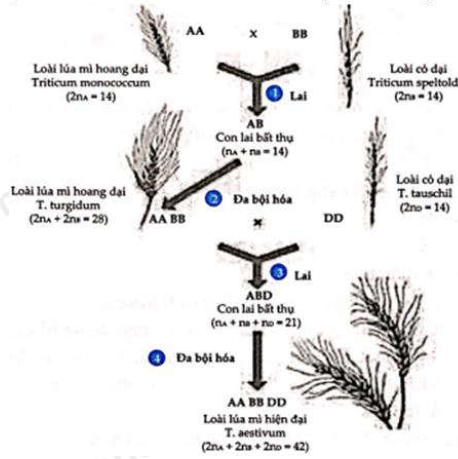 AA x BB
Loài lúa mì hoang dại
Triticum monococcum
(2nA = 14)
Loài cỏ dại
Triticum speltold
(2nB = 14)
1 Lai
AB
Con lai bất thụ
(nA + nB = 14)
Loài lúa mì hoang dại
T. turgidum
(2nA + 2nB = 28)
AA BB
2 Đa bội hóa
x
DD
Loài cỏ dại
T. tauschil
(2nD = 14)
3 Lai
ABD
Con lai bất thụ
(nA + nB + nD = 21)
4 Đa bội hóa
AA BB DD
Loài lúa mì hiện đại
T. aestivum
(2nA + 2nB + 2nD = 42)